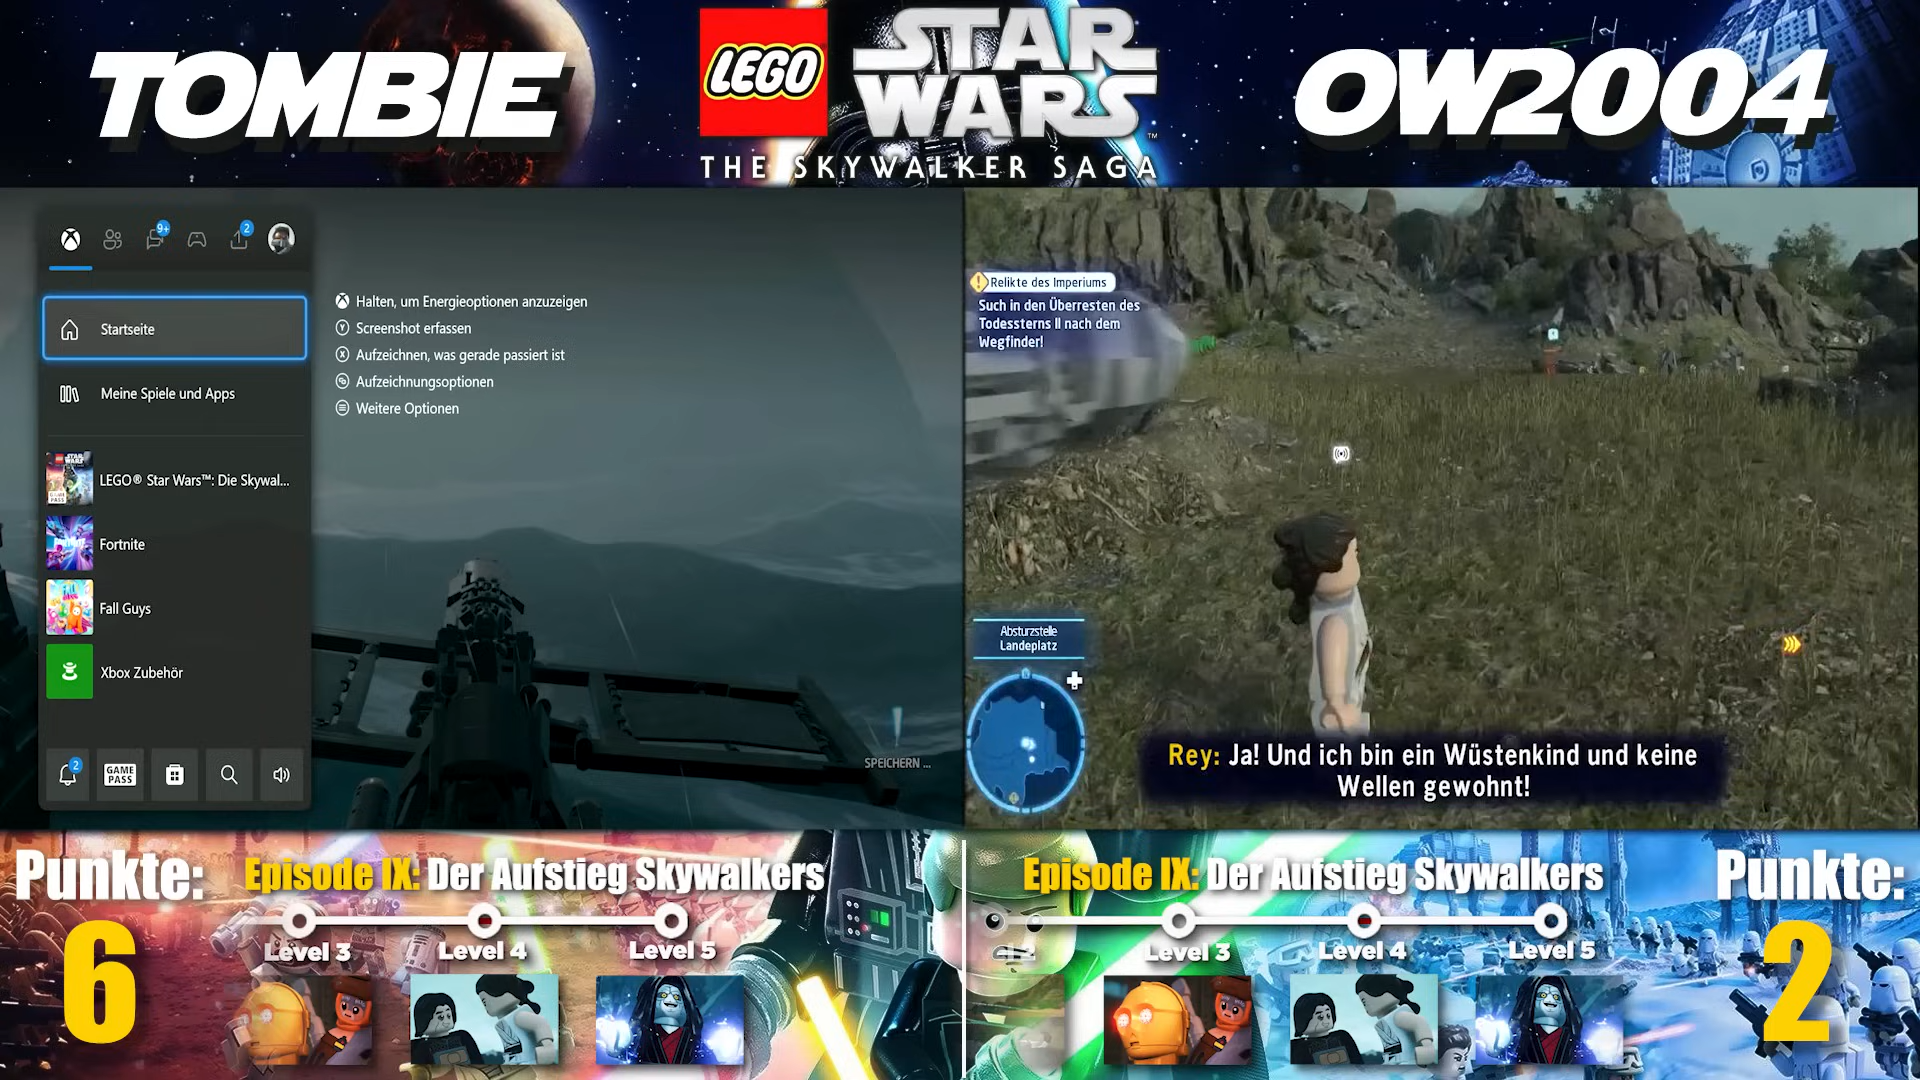 TOMBIE
LEGO
STAR
WARS
TM
THE SKYWALKER SAGA
OW2004
9+
2
Startseite
Meine Spiele und Apps
LEGO® Star Wars™: Die Skywal...
Fortnite
Fall Guys
Xbox Zubehör
2
GAME
PASS
Halten, um Energieoptionen anzuzeigen
Screenshot erfassen
Aufzeichnen, was gerade passiert ist
Aufzeichnungsoptionen
Weitere Optionen
SPEICHERN ...
Relikte des Imperiums
Such in den Überresten des
Todessterns II nach dem
Wegfinder!
Absturzstelle
Landeplatz
Rey: Ja! Und ich bin ein Wüstenkind und keine
Wellen gewohnt!
Punkte:
6
Episode IX: Der Aufstieg Skywalkers
Level 3
Level 4
Level 5
Episode IX: Der Aufstieg Skywalkers
Level 3
Level 4
Level 5
Punkte:
2